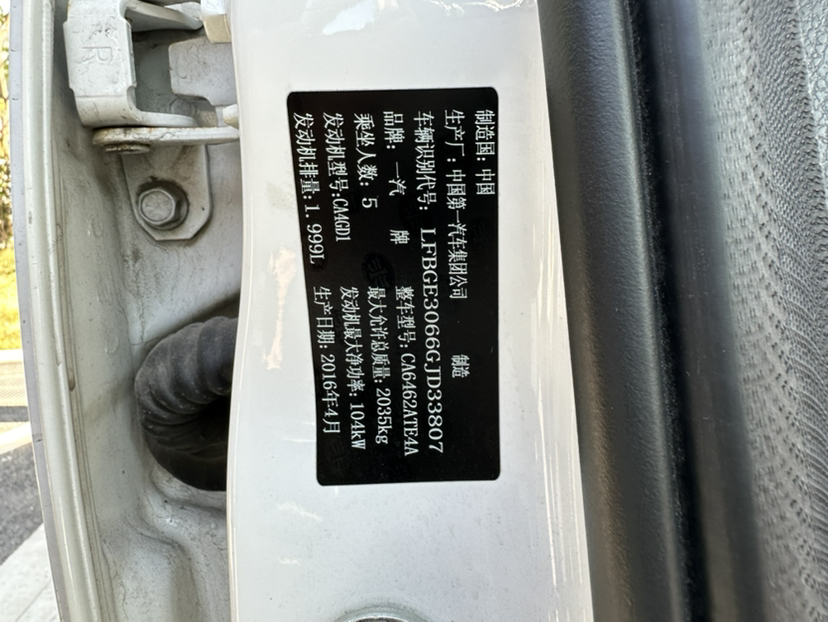 制造国:中国
生产厂:中国第一汽车集团公司 制造
车辆识别代号:LFBGE3066GJD33807
品牌:一汽 牌 整车型号:CA6462ATE4A
乘坐人数:5 最大允许总质量:2035kg
发动机型号:CA4GD1 发动机最大净功率:104kW
发动机排量:1.999L 生产日期:2016年4月
R